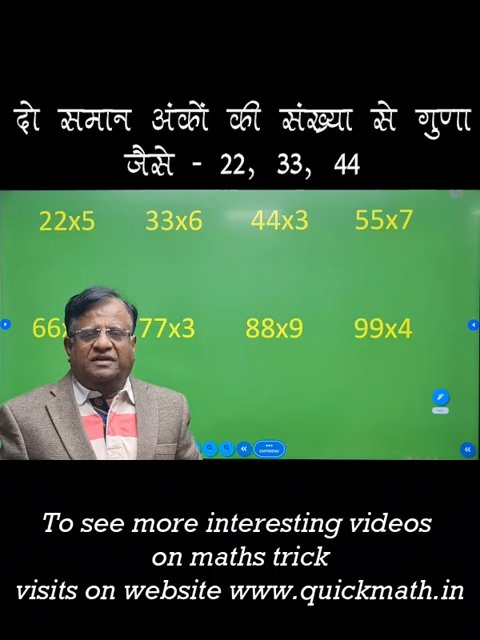 दो समान अंकों की संख्या से गुणा
जैसे - 22, 33, 44
22x5 33x6 44x3 55x7
77x3 88x9 99x4
To see more interesting videos
on maths trick
visits on website www.quickmath.in